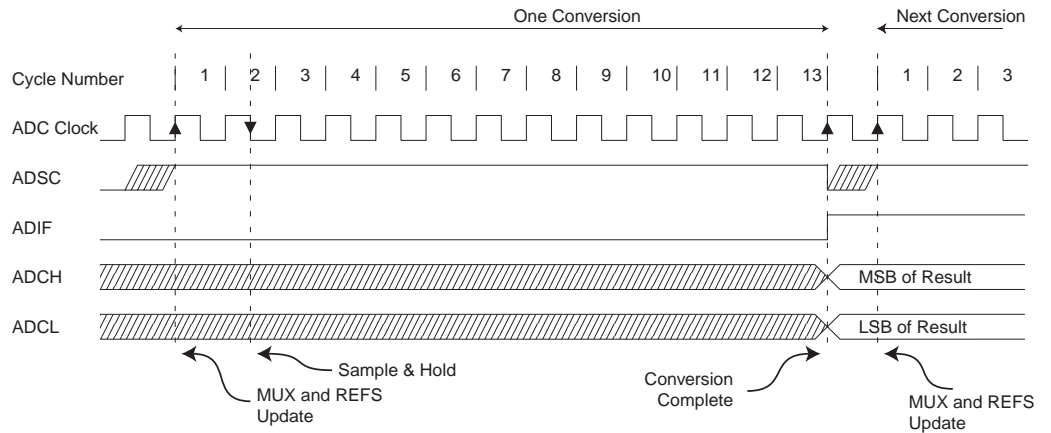 One Conversion
Next Conversion
Cycle Number 1 2 3 4 5 6 7 8 9 10 11 12 13 1 2 3
ADC Clock
ADSC
ADIF
ADCH MSB of Result
ADCL LSB of Result
Sample & Hold
MUX and REFS
Update
Conversion
Complete
MUX and REFS
Update